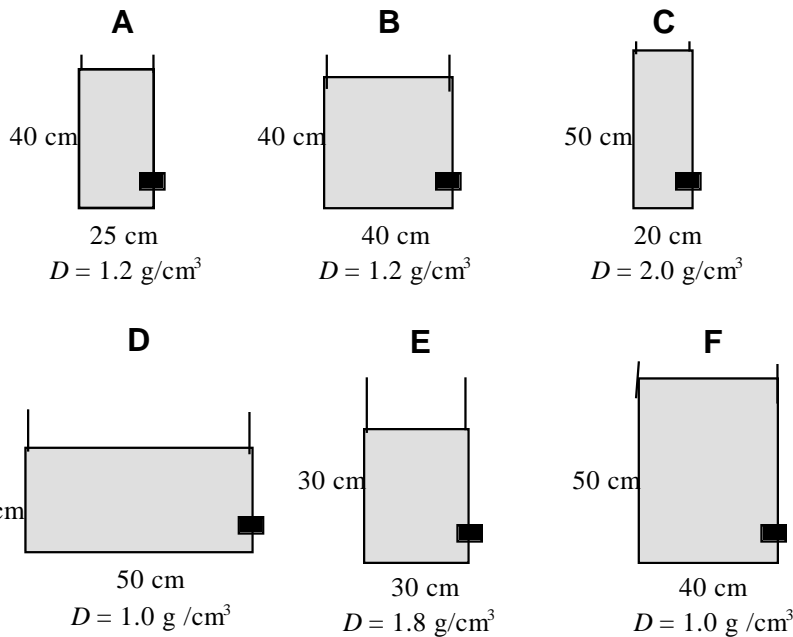 A
B
C
40 cm
40 cm
50 cm
25 cm
40 cm
20 cm
D = 1.2 g/cm³
D = 1.2 g/cm³
D = 2.0 g/cm³
D
E
F
cm
30 cm
50 cm
50 cm
30 cm
40 cm
D = 1.0 g /cm³
D = 1.8 g/cm³
D = 1.0 g/cm³